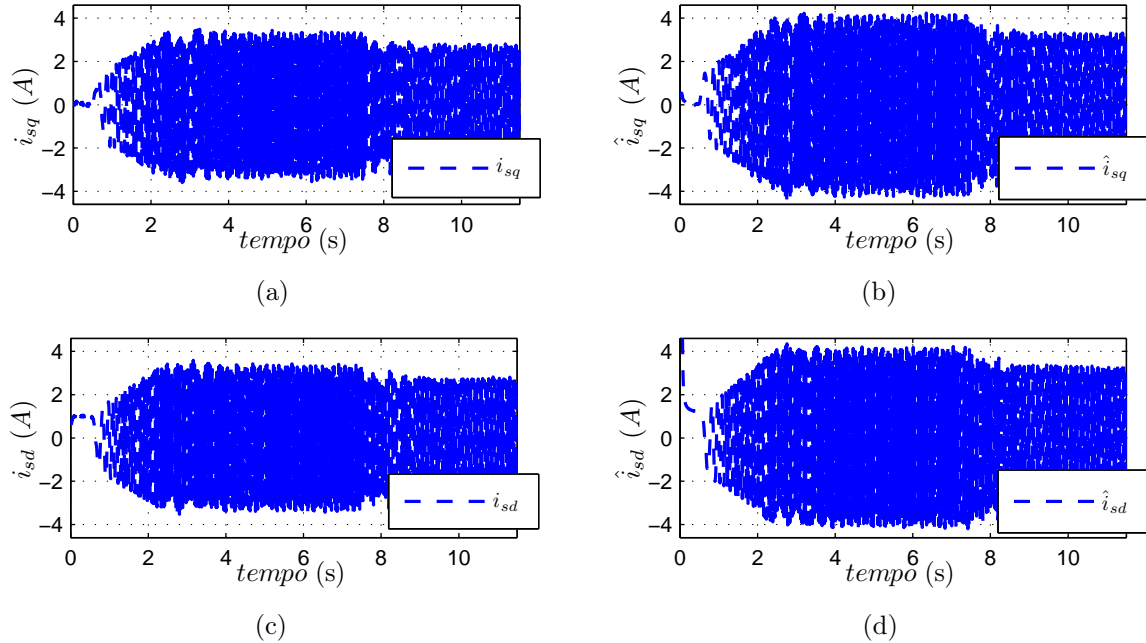 4
2
0
−2
−4
i_sq (A)
i_sq
0 2 4 6 8 10
tempo (s)
(a)
4
2
0
−2
−4
î_sq (A)
î_sq
0 2 4 6 8 10
tempo (s)
(b)
4
2
0
−2
−4
i_sd (A)
i_sd
0 2 4 6 8 10
tempo (s)
(c)
4
2
0
−2
−4
î_sd (A)
î_sd
0 2 4 6 8 10
tempo (s)
(d)